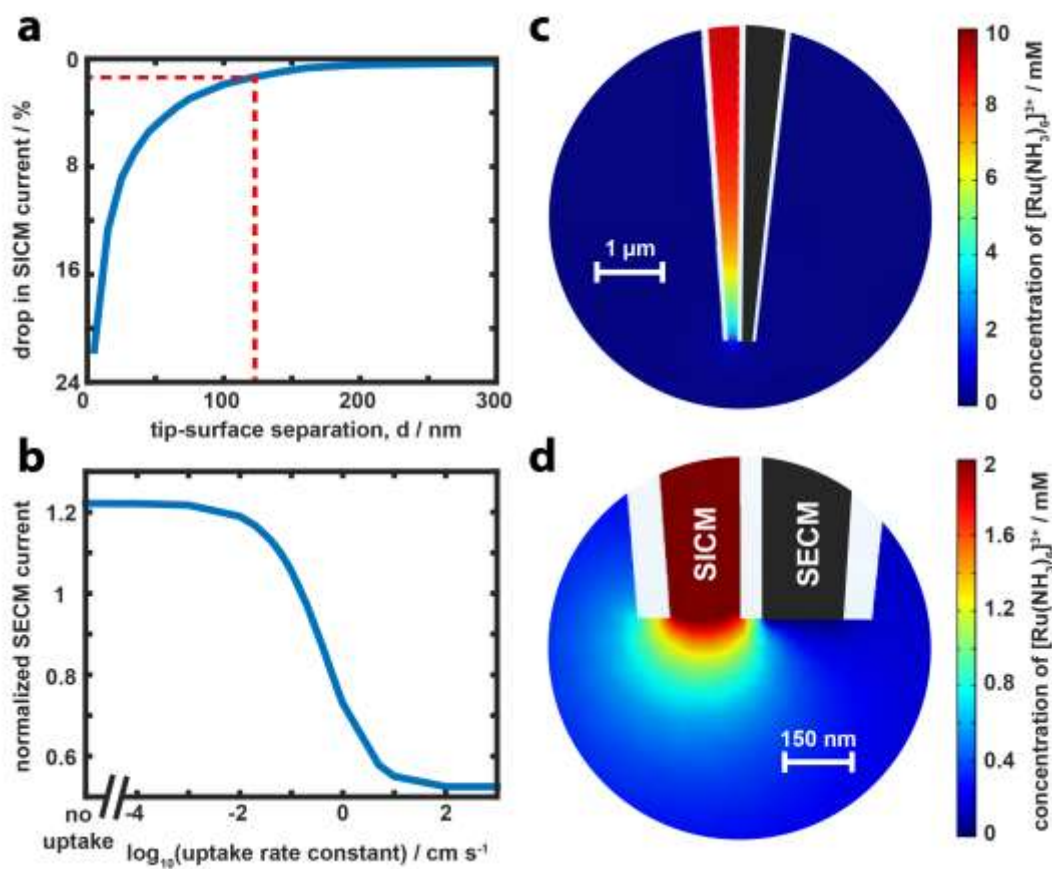 a
0
8
16
24
drop in SICM current / %
0
100
200
300
tip-surface separation, d / nm
b
1.2
1
0.8
0.6
normalized SECM current
no
uptake
-4
-2
0
2
log₁₀(uptake rate constant) / cm s⁻¹
c
1 μm
10
8
6
4
2
0
concentration of [Ru(NH₃)₆]³⁺ / mM
d
SICM
SECM
150 nm
2
1.6
1.2
0.8
0.4
0
concentration of [Ru(NH₃)₆]³⁺ / mM